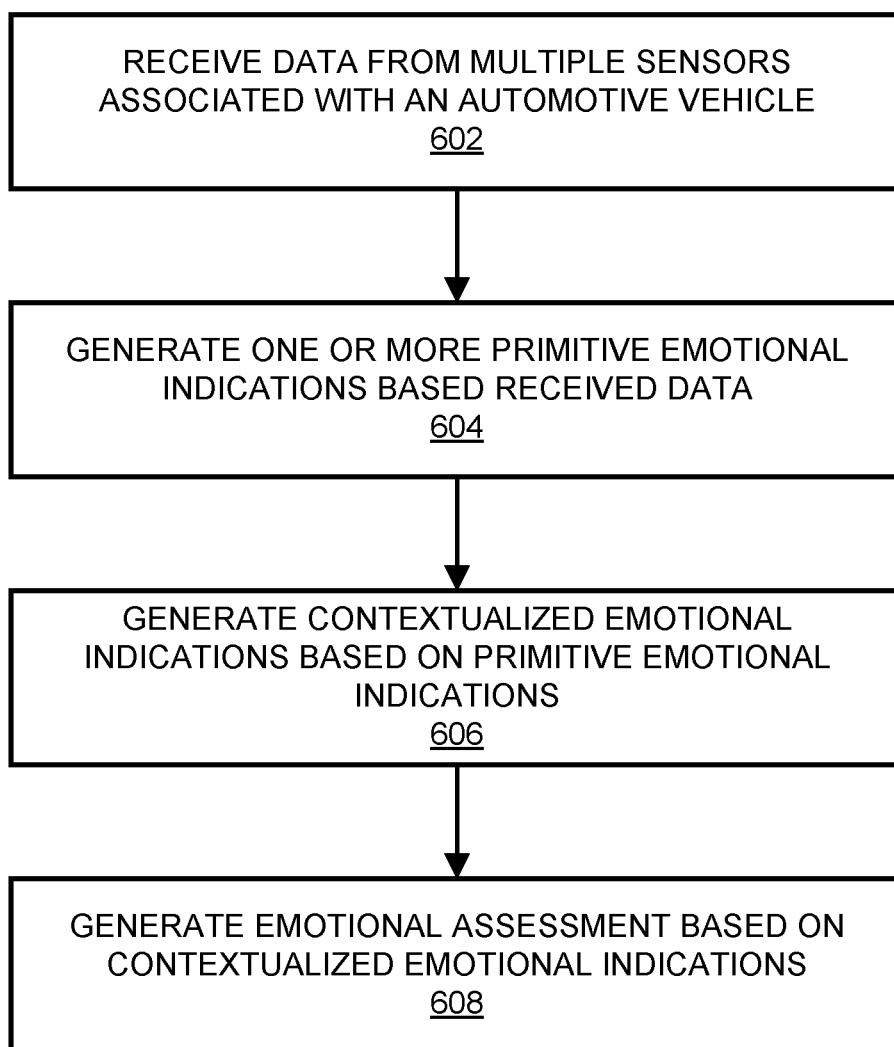 RECEIVE DATA FROM MULTIPLE SENSORS
ASSOCIATED WITH AN AUTOMOTIVE VEHICLE
602
GENERATE ONE OR MORE PRIMITIVE EMOTIONAL
INDICATIONS BASED RECEIVED DATA
604
GENERATE CONTEXTUALIZED EMOTIONAL
INDICATIONS BASED ON PRIMITIVE EMOTIONAL
INDICATIONS
606
GENERATE EMOTIONAL ASSESSMENT BASED ON
CONTEXTUALIZED EMOTIONAL INDICATIONS
608